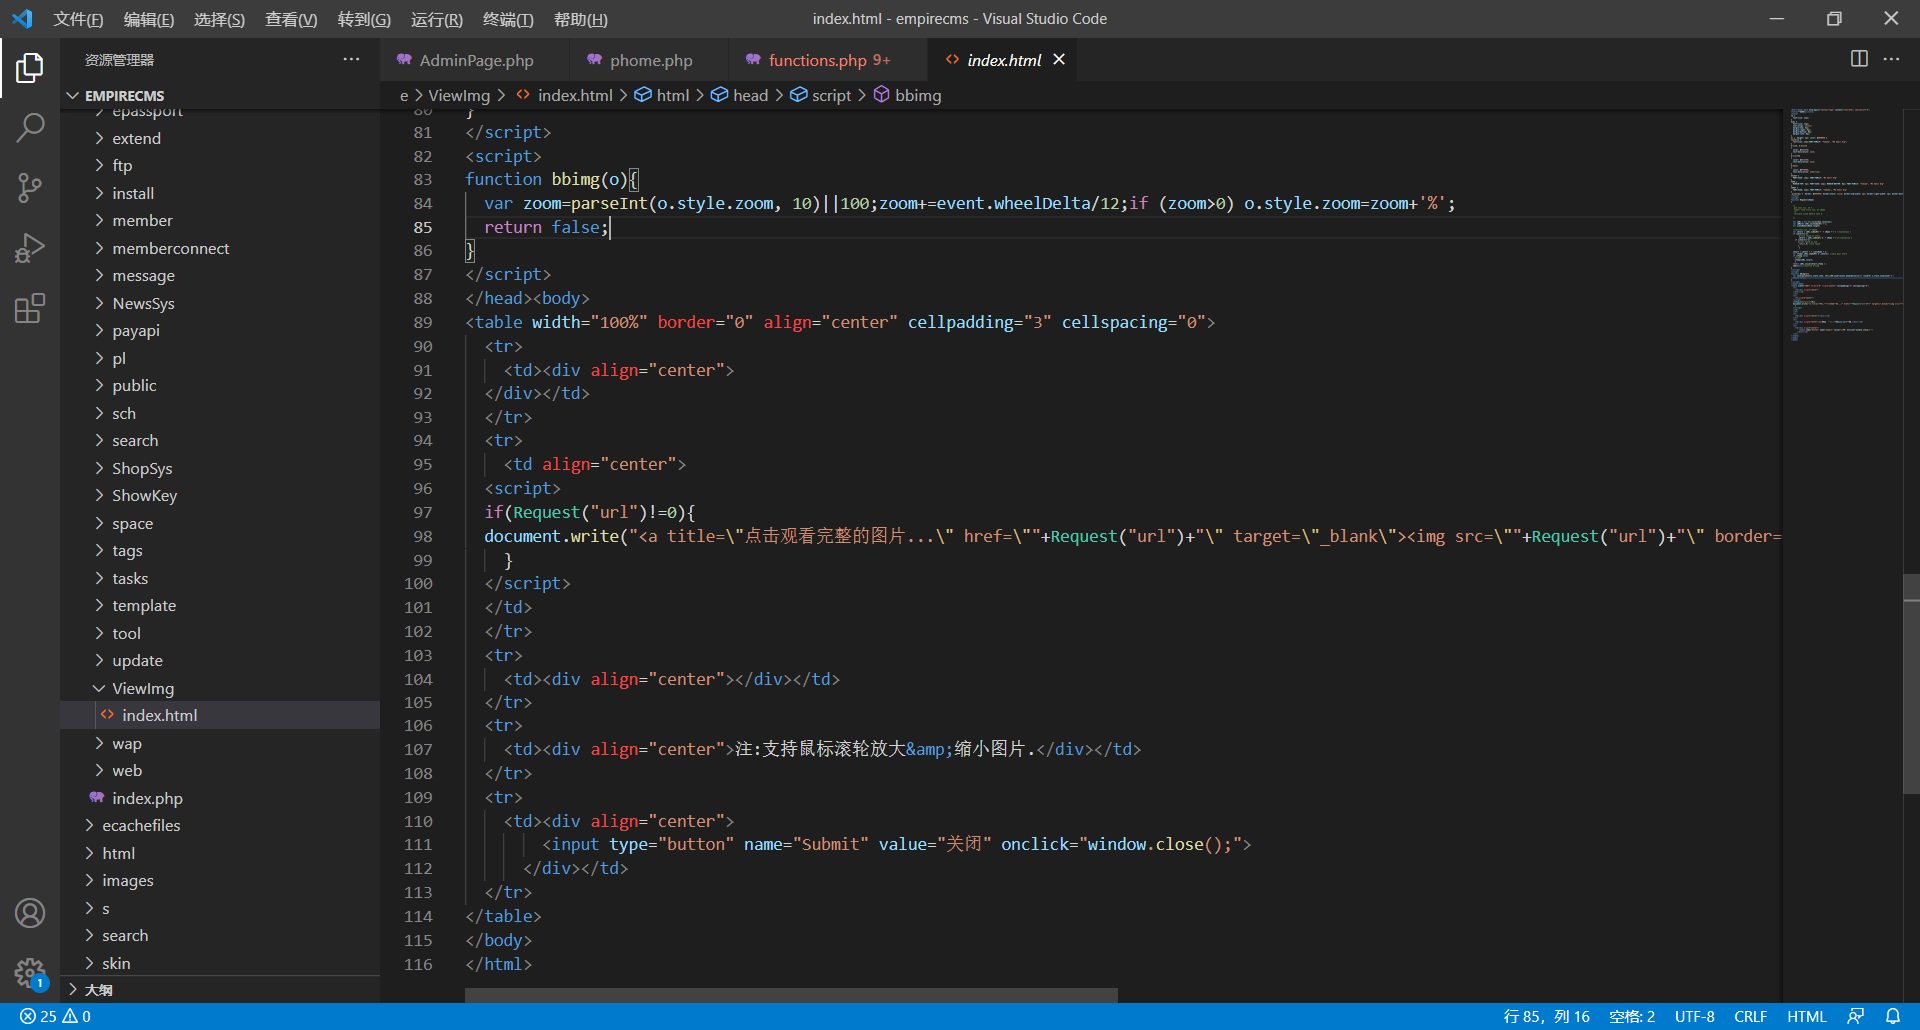 文件(F) 编辑(E) 选择(S) 查看(V) 转到(G) 运行(R) 终端(T) 帮助(H)
index.html - empirecms - Visual Studio Code
资源管理器
EMPIRECMS
epassport
extend
ftp
install
member
memberconnect
message
NewsSys
payapi
pl
public
sch
search
ShopSys
ShowKey
space
tags
tasks
template
tool
update
ViewImg
index.html
wap
web
index.php
ecachefiles
html
images
s
search
skin
大纲
AdminPage.php
phome.php
functions.php 9+
index.html
e > ViewImg > index.html > html > head > script > bbimg
80 }
81 </script>
82 <script>
83 function bbimg(o){
84 var zoom=parseInt(o.style.zoom, 10)||100;zoom+=event.wheelDelta/12;if (zoom>0) o.style.zoom=zoom+'%';
85 return false;
86 }
87 </script>
88 </head><body>
89 <table width="100%" border="0" align="center" cellpadding="3" cellspacing="0">
90 <tr>
91 <td><div align="center">
92 </div></td>
93 </tr>
94 <tr>
95 <td align="center">
96 <script>
97 if(Request("url")!=0){
98 document.write("<a title=\"点击观看完整的图片...\" href=\""+Request("url")+"\" target=\"_blank\"><img src=\""+Request("url")+"\" border=
99 }
100 </script>
101 </td>
102 </tr>
103 <tr>
104 <td><div align="center"></div></td>
105 </tr>
106 <tr>
107 <td><div align="center">注:支持鼠标滚轮放大&amp;缩小图片.</div></td>
108 </tr>
109 <tr>
110 <td><div align="center">
111 <input type="button" name="Submit" value="关闭" onclick="window.close();">
112 </div></td>
113 </tr>
114 </table>
115 </body>
116 </html>
1
25 0
行 85，列 16 空格: 2 UTF-8 CRLF HTML